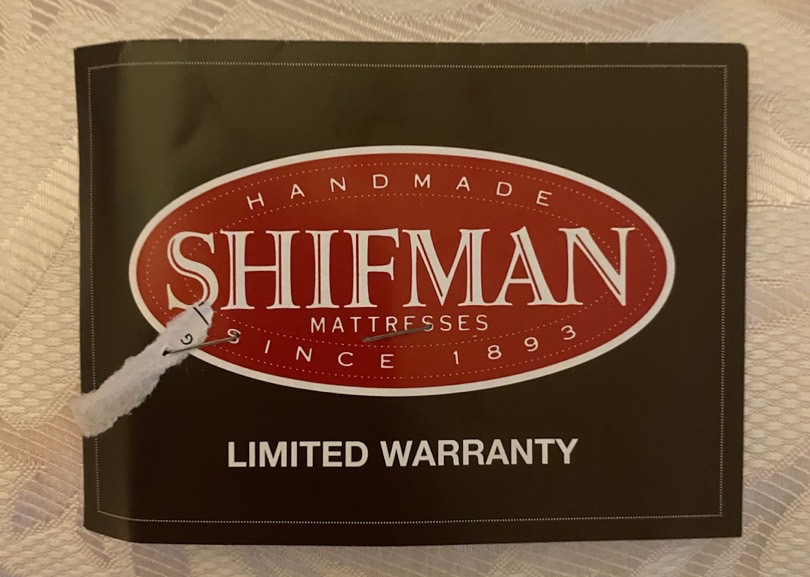 HANDMADE
SHIFMAN
MATTRESSES
SINCE 1893
G
LIMITED WARRANTY